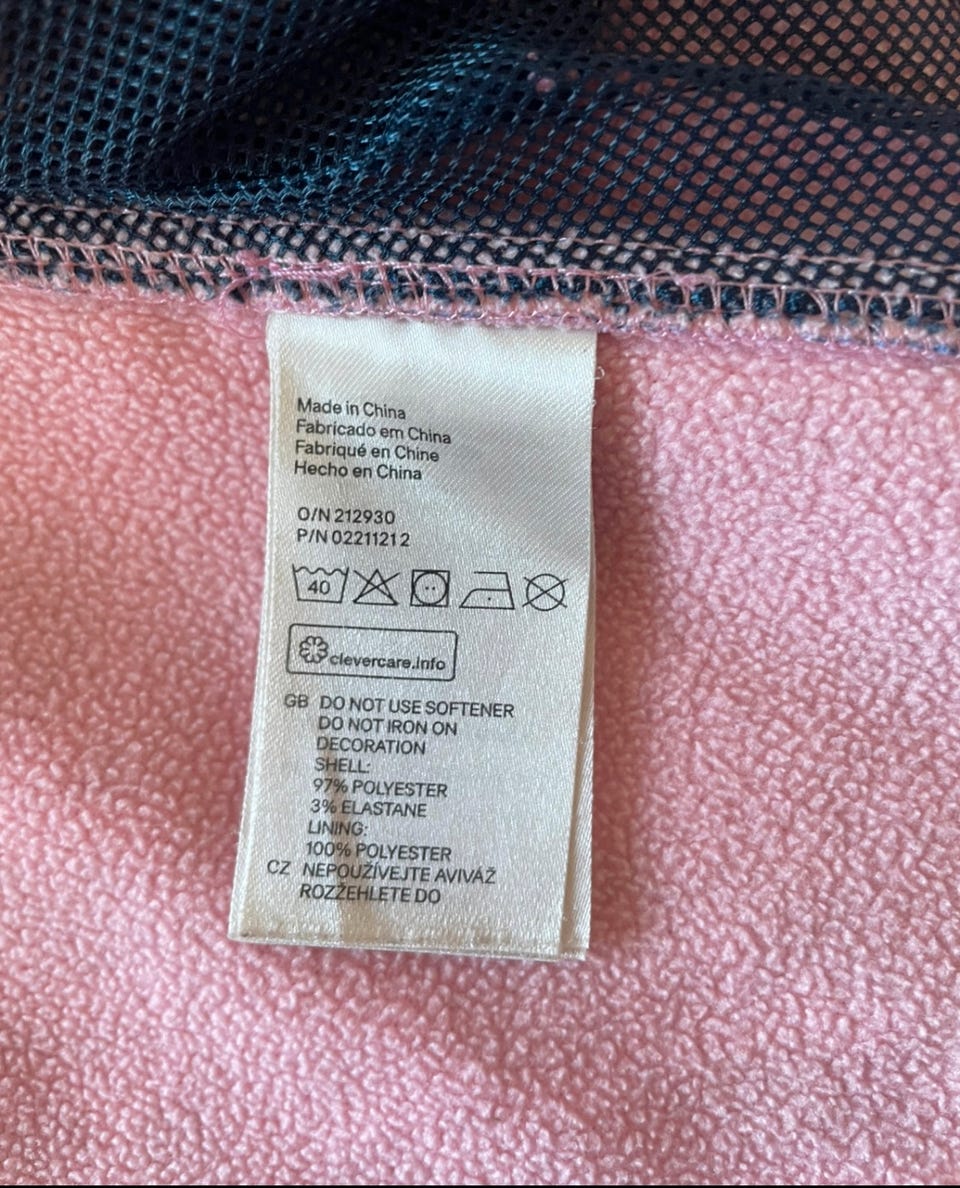 Made in China
Fabricado em China
Fabriqué en Chine
Hecho en China
O/N 212930
P/N 02211212
40
clevercare.info
GB DO NOT USE SOFTENER
DO NOT IRON ON
DECORATION
SHELL:
97% POLYESTER
3% ELASTANE
LINING:
100% POLYESTER
CZ NEPOUŽÍVEJTE AVIVÁŽ
ROZŽEHLETE DO